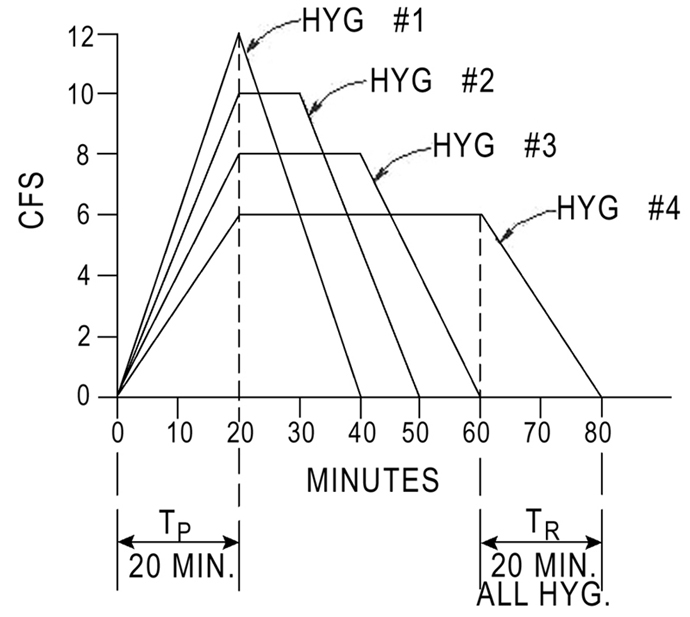 HYG #1
HYG #2
HYG #3
HYG #4
CFS
12
10
8
6
4
2
0
0 10 20 30 40 50 60 70 80
MINUTES
TP
20 MIN.
TR
20 MIN.
ALL HYG.